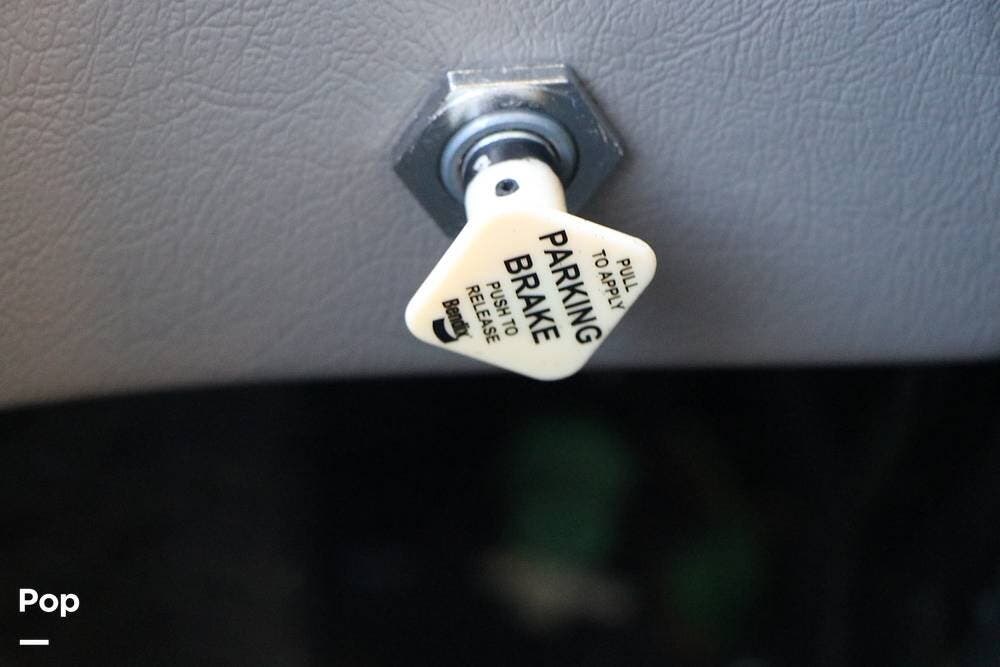 PULL
TO APPLY
PARKING
BRAKE
PUSH TO
RELEASE
Bendix
Pop